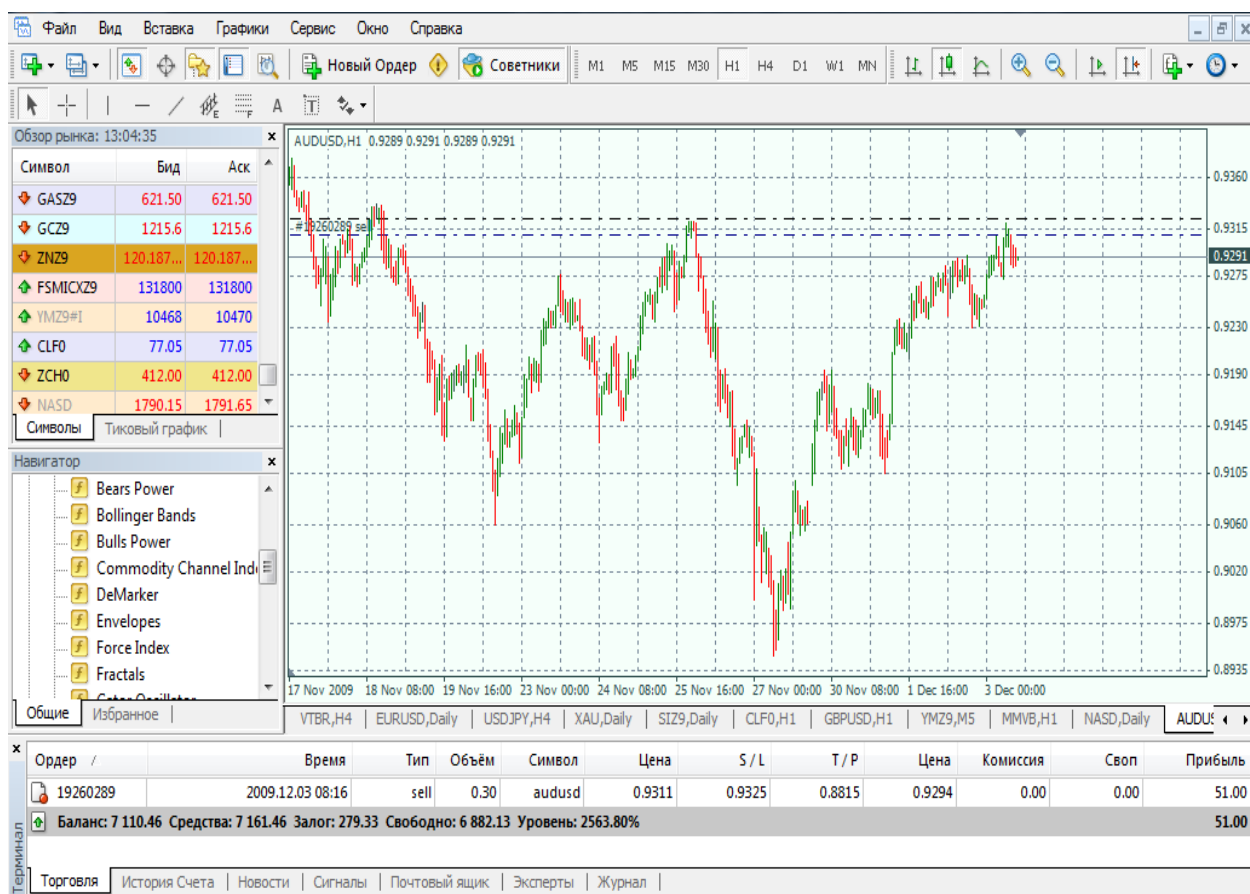 Файл Вид Вставка Графики Сервис Окно Справка
Новый Ордер Советники M1 M5 M15 M30 H1 H4 D1 W1 MN
E F A T
Обзор рынка: 13:04:35
Символ Бид Аск
GASZ9 621.50 621.50
GCZ9 1215.6 1215.6
ZNZ9 120.187... 120.187...
FSMICXZ9 131800 131800
YMZ9#I 10468 10470
CLF0 77.05 77.05
ZCH0 412.00 412.00
NASD 1790.15 1791.65
Символы Тиковый график
Навигатор
Bears Power
Bollinger Bands
Bulls Power
Commodity Channel Inde
DeMarker
Envelopes
Force Index
Fractals
Gator Oscillator
Общие Избранное
AUDUSD,H1 0.9289 0.9291 0.9289 0.9291
#19260289 sell
0.9360
0.9315
0.9291
0.9275
0.9230
0.9190
0.9145
0.9105
0.9060
0.9020
0.8975
0.8935
17 Nov 2009 18 Nov 08:00 19 Nov 16:00 23 Nov 00:00 24 Nov 08:00 25 Nov 16:00 27 Nov 00:00 30 Nov 08:00 1 Dec 16:00 3 Dec 00:00
VTBR,H4 EURUSD,Daily USDJPY,H4 XAU,Daily SIZ9,Daily CLF0,H1 GBPUSD,H1 YMZ9,M5 MMVB,H1 NASD,Daily AUDUS
Ордер Время Тип Объём Символ Цена S / L T / P Цена Комиссия Своп Прибыль
19260289 2009.12.03 08:16 sell 0.30 audusd 0.9311 0.9325 0.8815 0.9294 0.00 0.00 51.00
Баланс: 7 110.46 Средства: 7 161.46 Залог: 279.33 Свободно: 6 882.13 Уровень: 2563.80% 51.00
Терминал
Торговля История Счета Новости Сигналы Почтовый ящик Эксперты Журнал